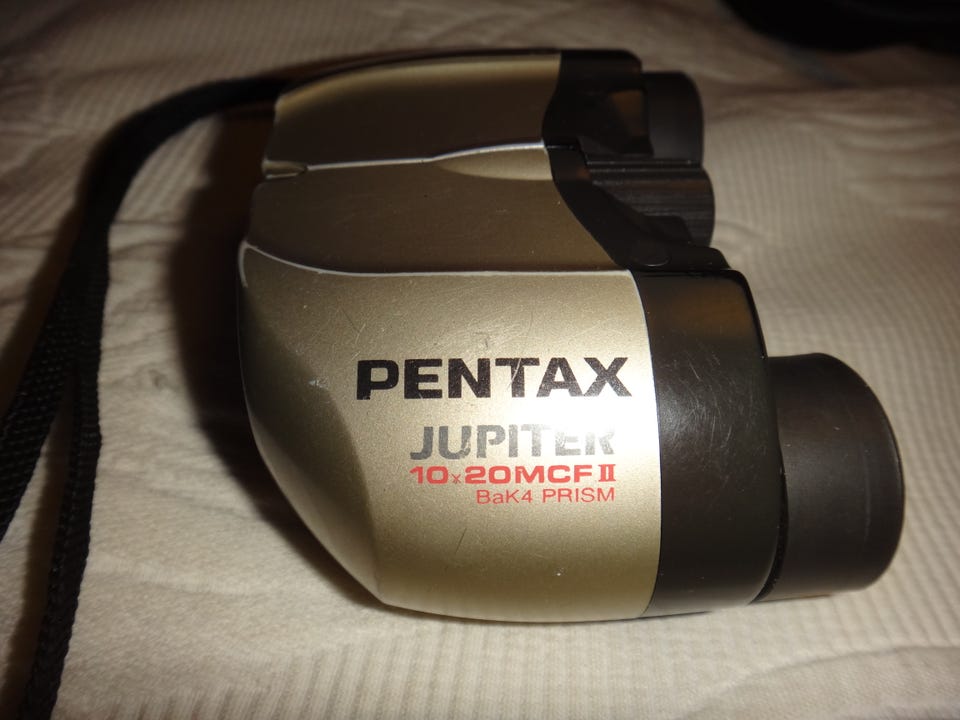 PENTAX
JUPITER
10x20MCF II
BaK4 PRISM